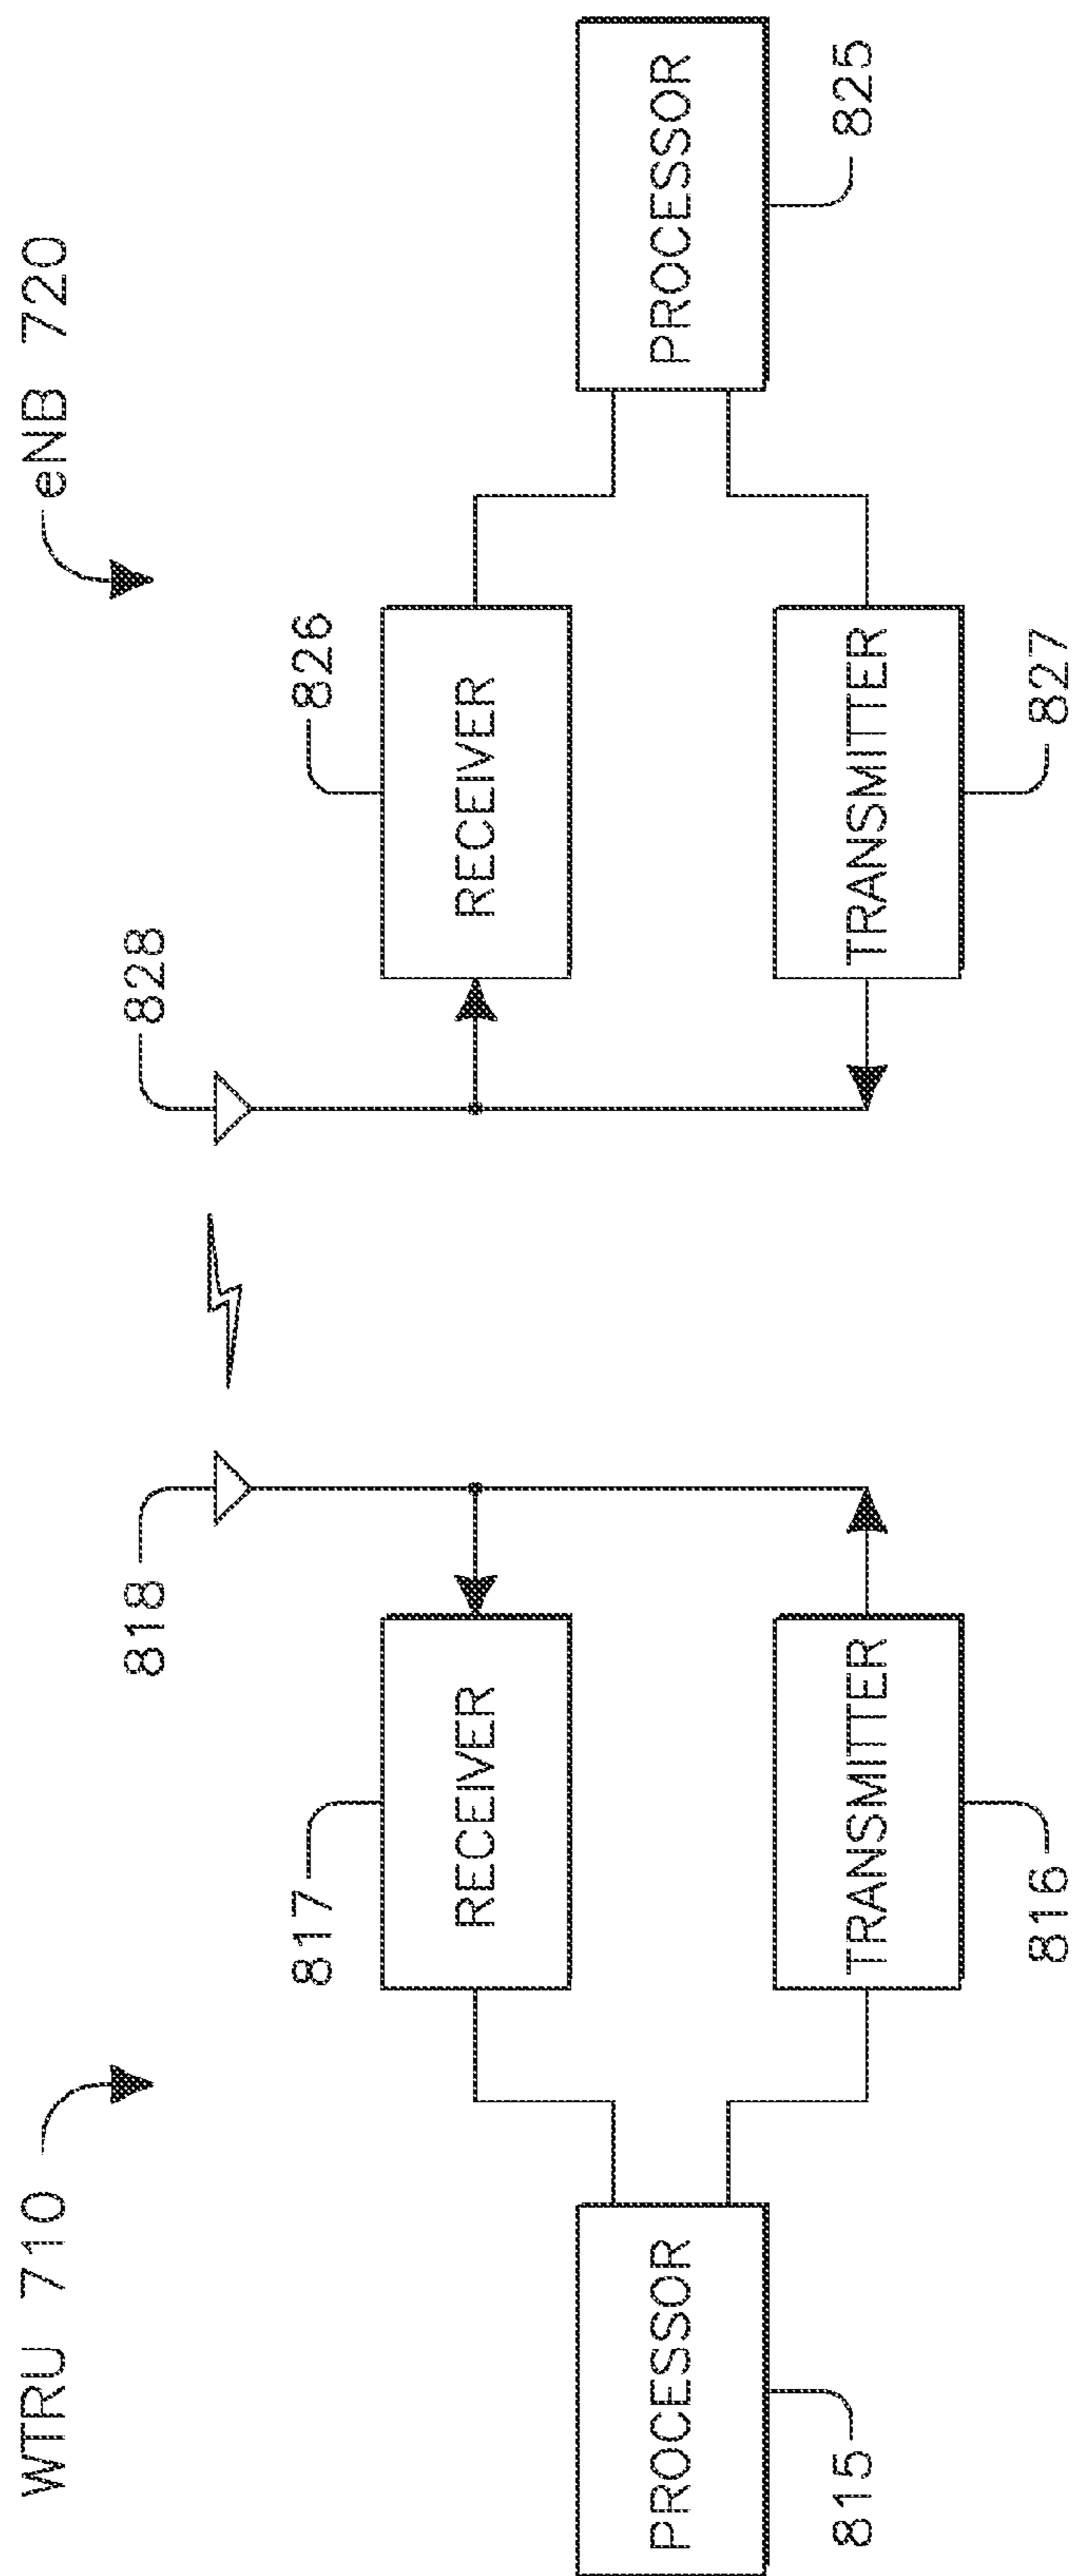 WTRU 710
eNB 720
818
828
817
RECEIVER
826
RECEIVER
PROCESSOR
815
PROCESSOR
825
TRANSMITTER
816
TRANSMITTER
827